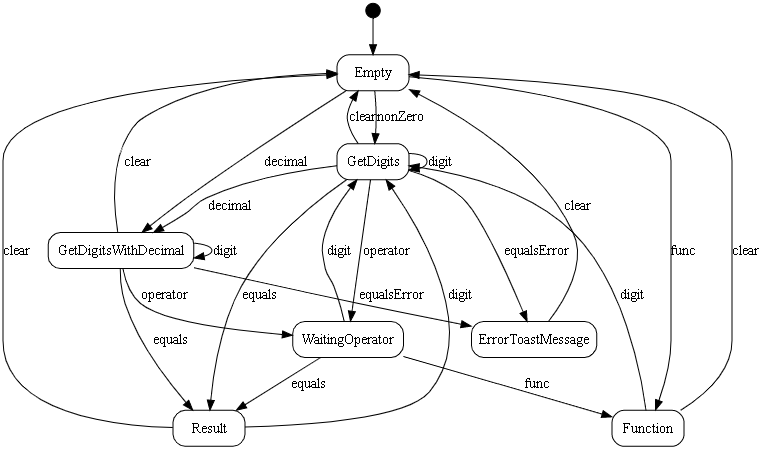 Empty
clear
nonZero
GetDigits
digit
clear
decimal
decimal
GetDigitsWithDecimal
digit
clear
digit
operator
equalsError
clear
func
clear
operator
equals
equalsError
digit
digit
equals
WaitingOperator
ErrorToastMessage
equals
func
Result
Function